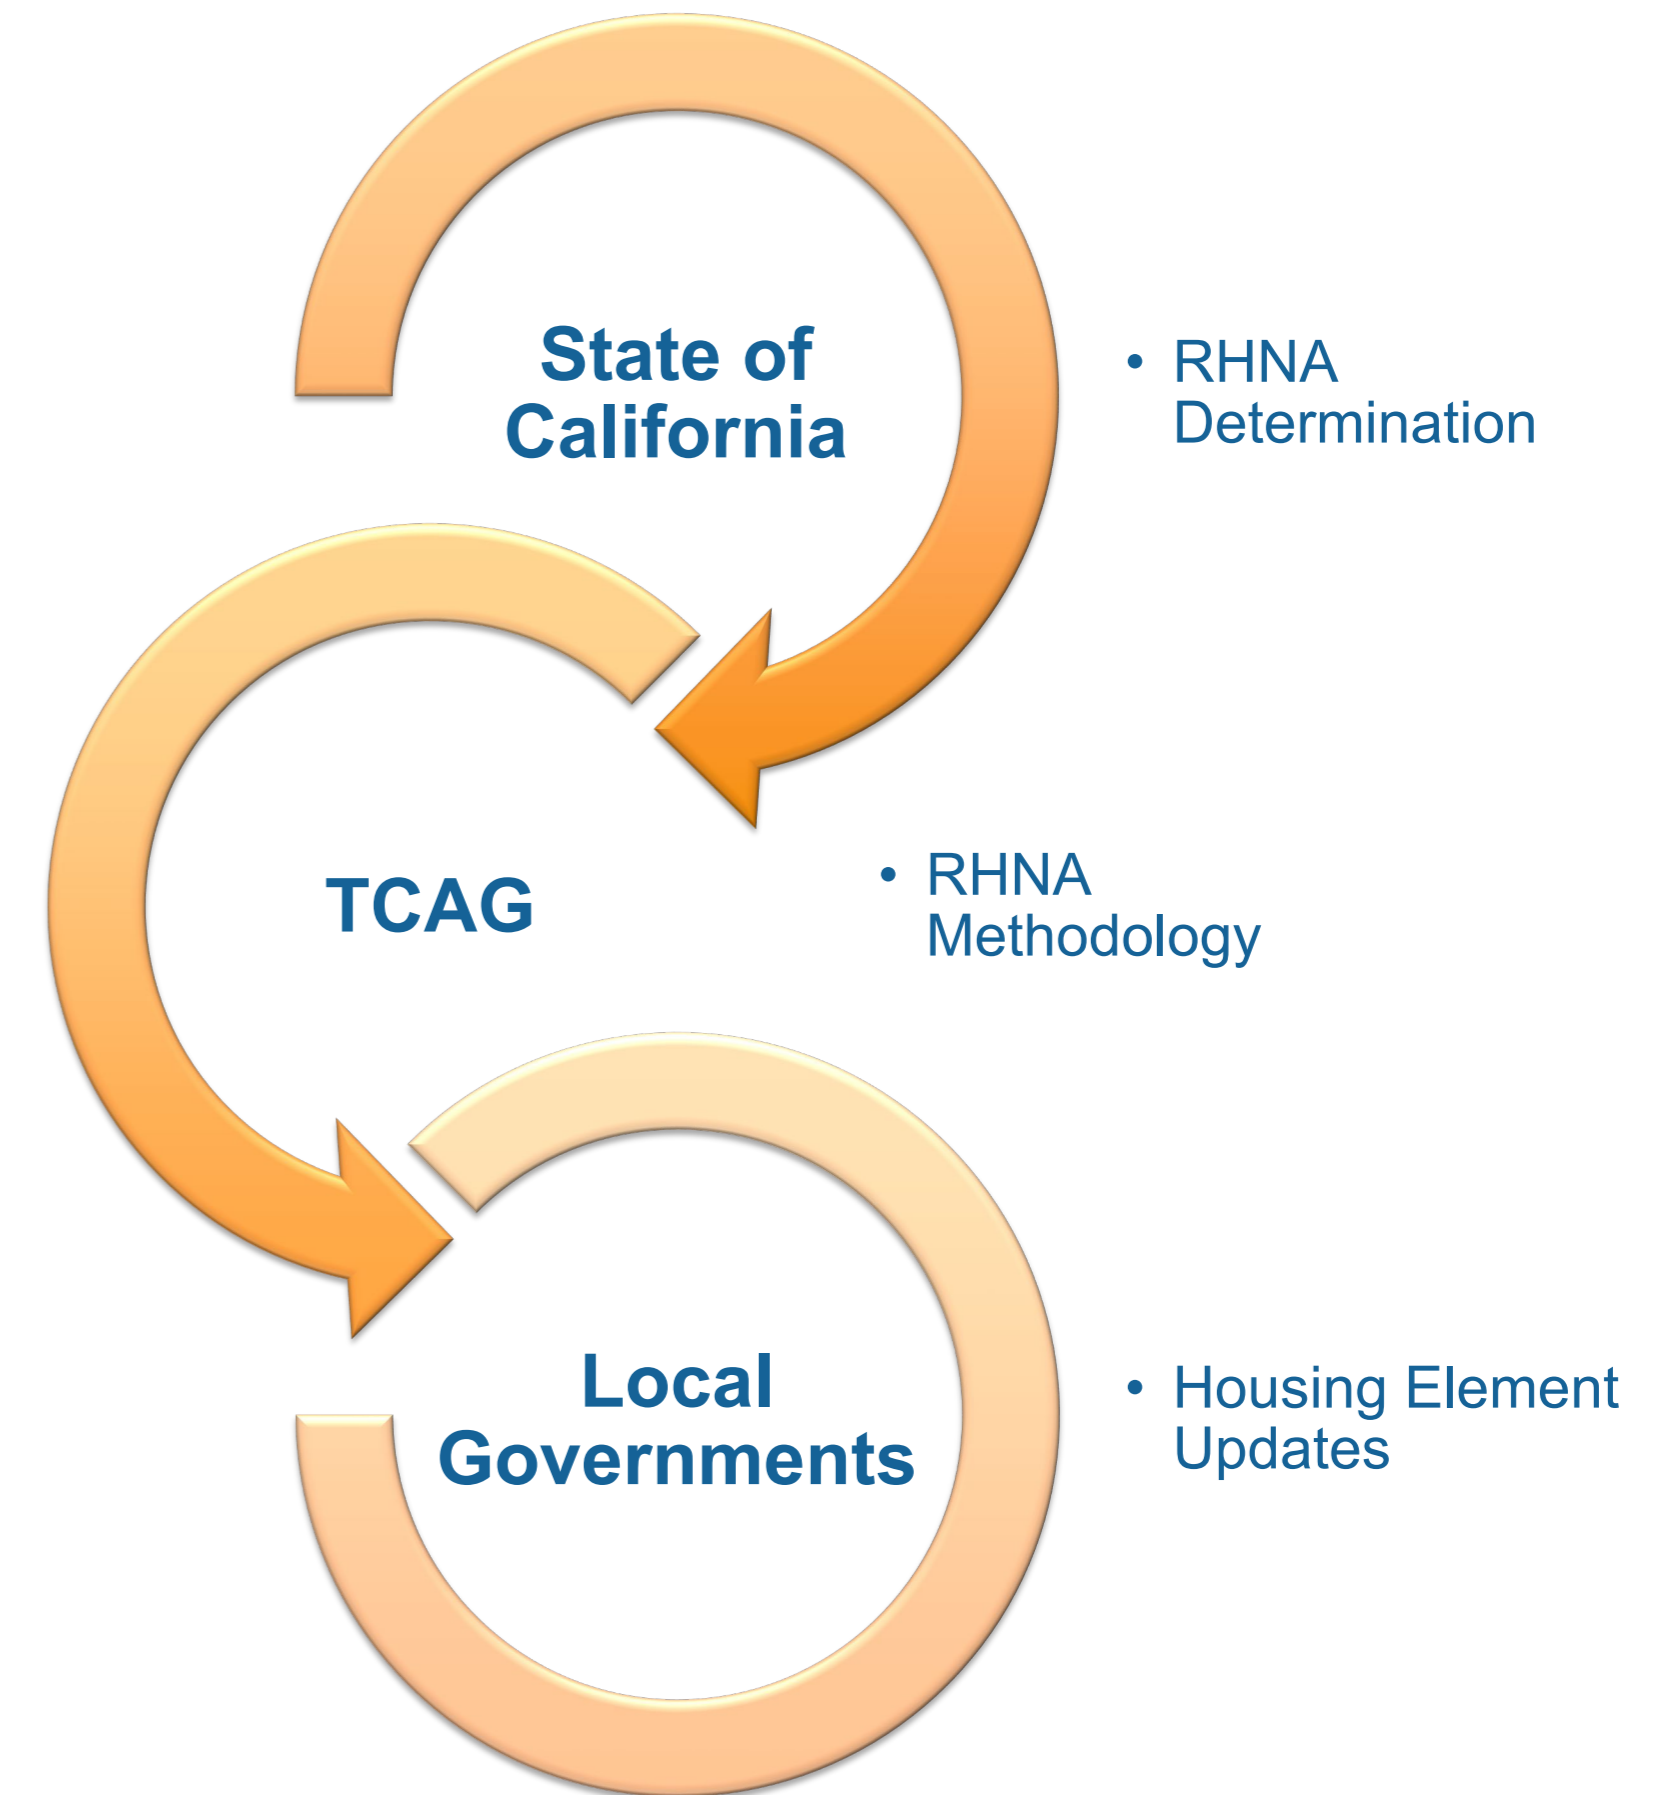 State of
California
• RHNA
Determination
TCAG
• RHNA
Methodology
Local
Governments
• Housing Element
Updates